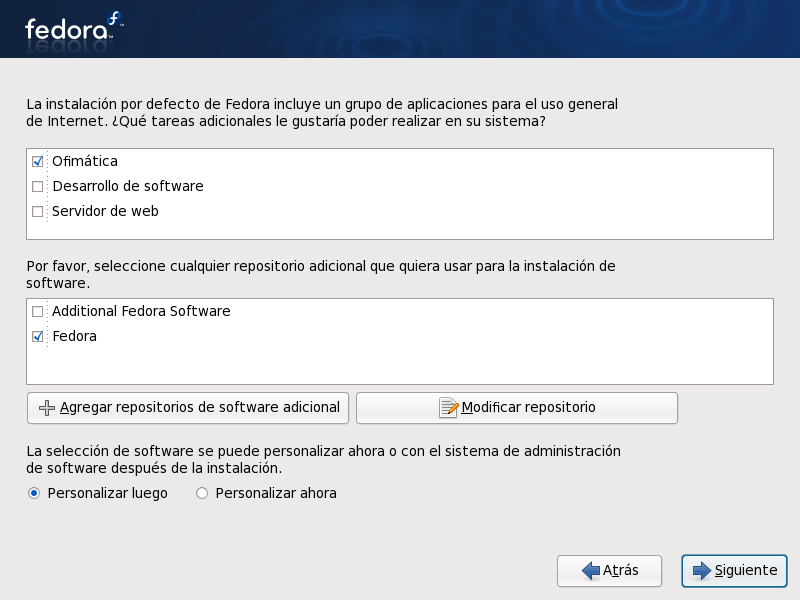 fedora
La instalación por defecto de Fedora incluye un grupo de aplicaciones para el uso general
de Internet. ¿Qué tareas adicionales le gustaría poder realizar en su sistema?
Ofimática
Desarrollo de software
Servidor de web
Por favor, seleccione cualquier repositorio adicional que quiera usar para la instalación de
software.
Additional Fedora Software
Fedora
Agregar repositorios de software adicional
Modificar repositorio
La selección de software se puede personalizar ahora o con el sistema de administración
de software después de la instalación.
Personalizar luego
Personalizar ahora
Atrás
Siguiente